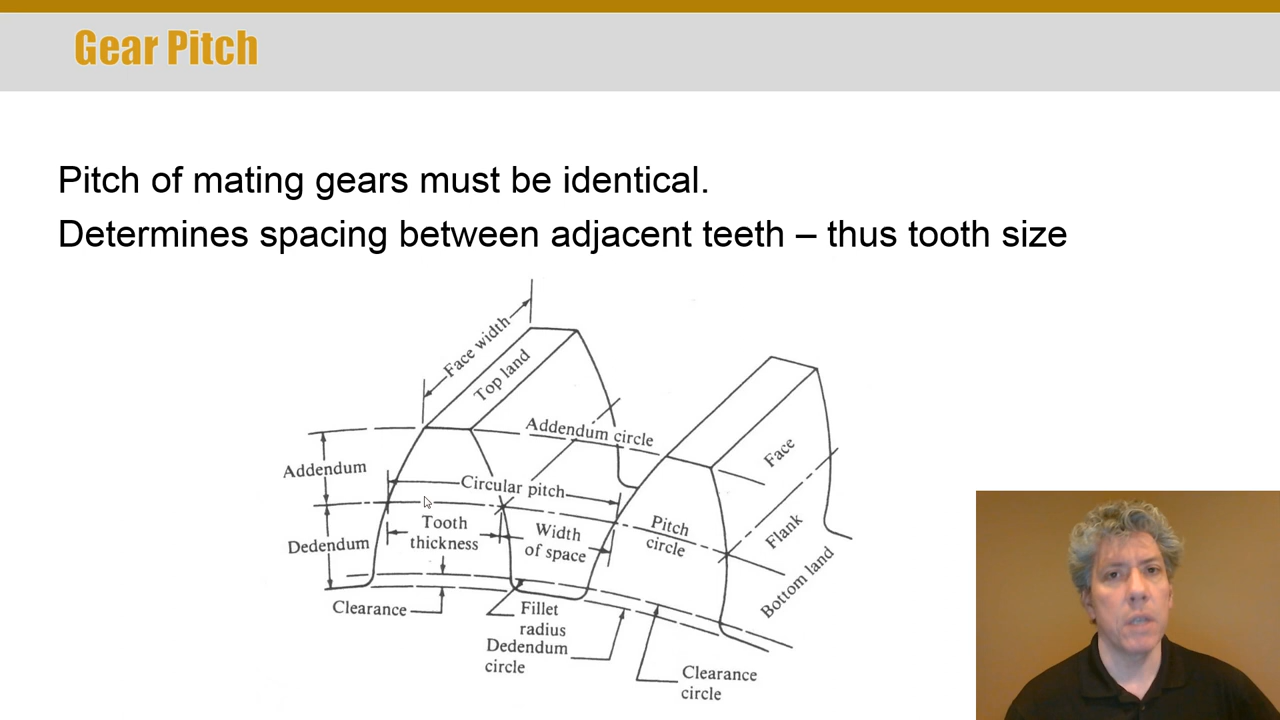 Gear Pitch
Pitch of mating gears must be identical.
Determines spacing between adjacent teeth – thus tooth size
Face width
Top land
Addendum circle
Face
Addendum
Circular pitch
Tooth
thickness
Width
of space
Pitch
circle
Flank
Dedendum
Bottom land
Clearance
Fillet
radius
Dedendum
circle
Clearance
circle